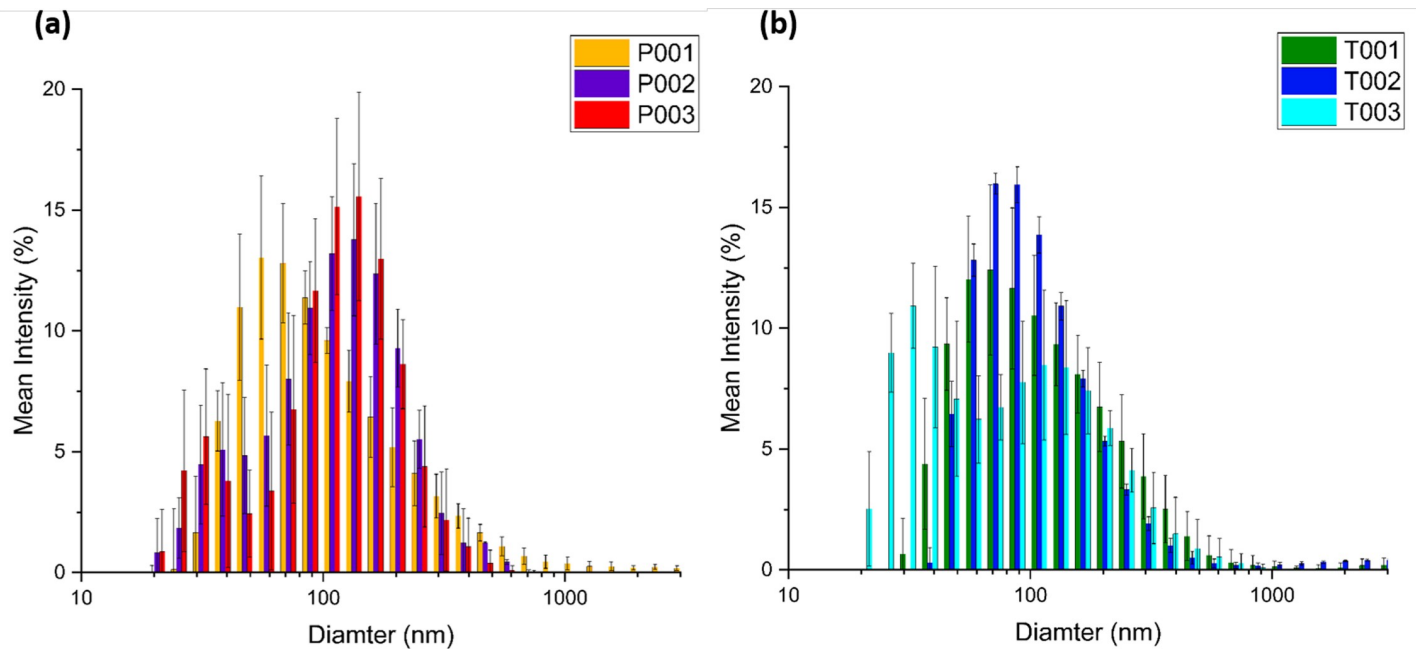 (a)
P001
P002
P003
20
15
10
5
0
Mean Intensity (%)
10
100
1000
Diamter (nm)
(b)
T001
T002
T003
20
15
10
5
0
Mean Intensity (%)
10
100
1000
Diamter (nm)